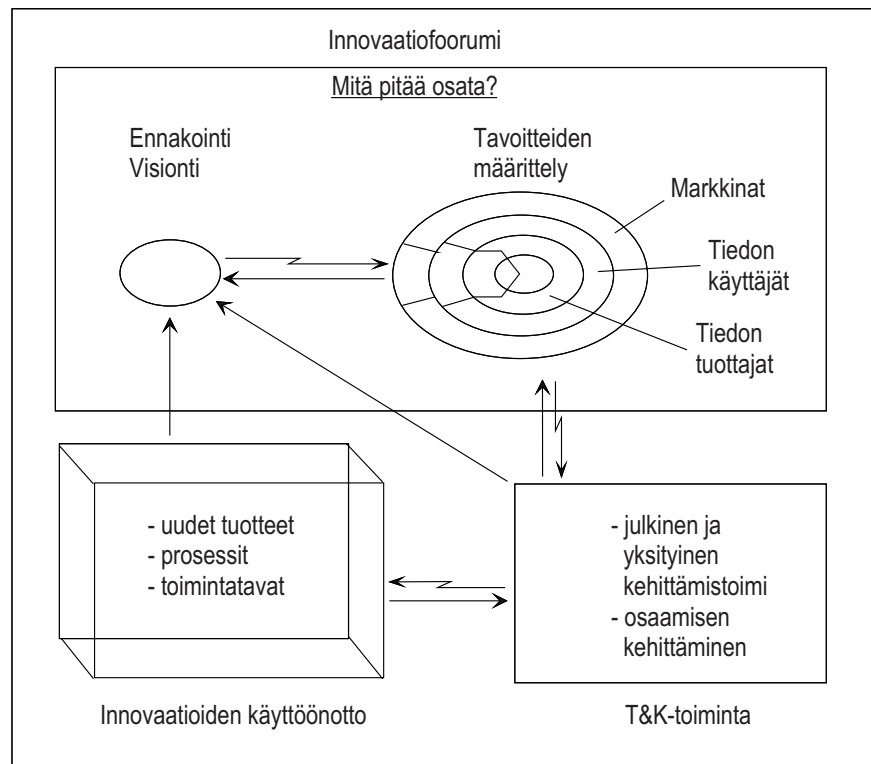 Innovaatiofoorumi
Mitä pitää osata?
Ennakointi
Visionti
Tavoitteiden
määrittely
Markkinat
Tiedon
käyttäjät
Tiedon
tuottajat
- uudet tuotteet
- prosessit
- toimintatavat
- julkinen ja
yksityinen
kehittämistoimi
- osaamisen
kehittäminen
Innovaatioiden käyttöönotto
T&K-toiminta